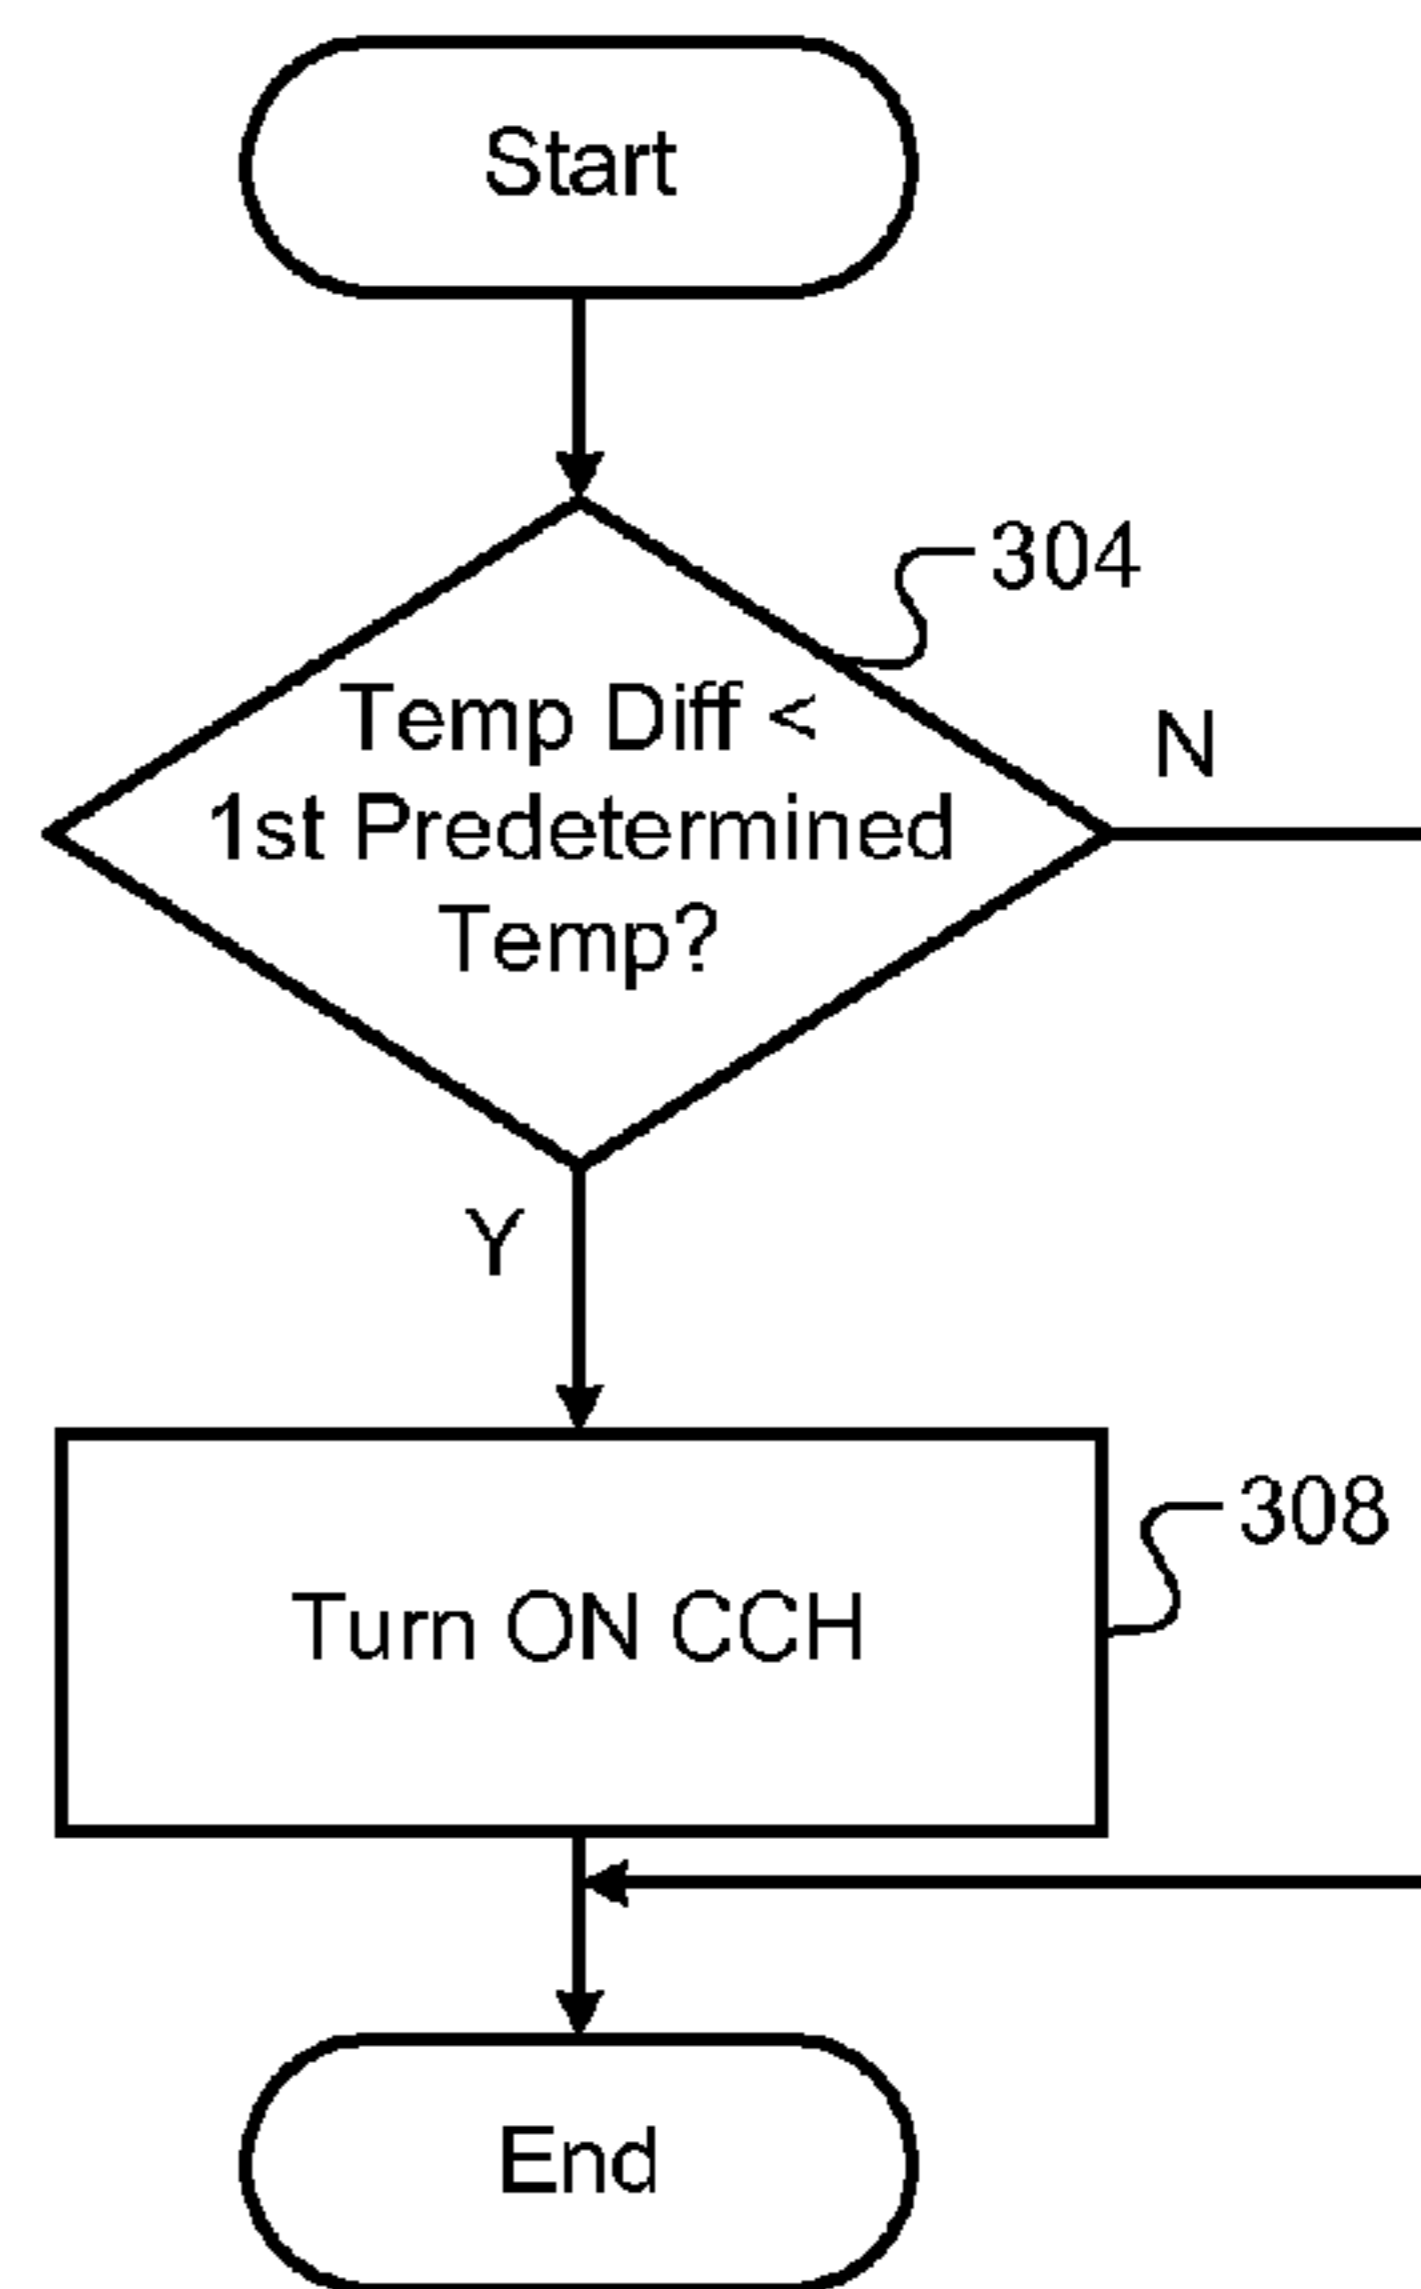 Start
304
Temp Diff <
1st Predetermined
Temp?
N
Y
308
Turn ON CCH
End